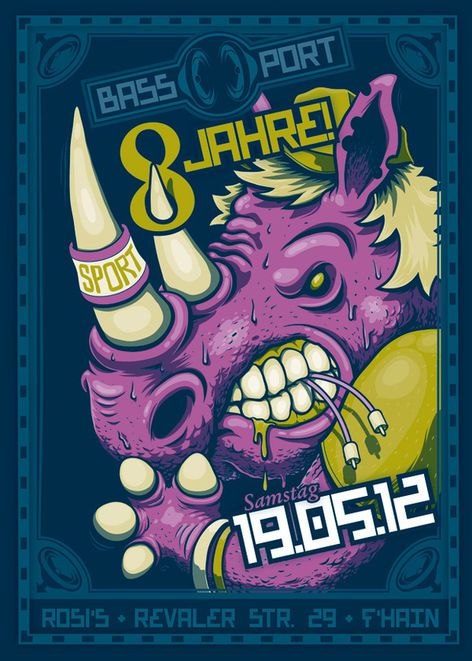 BASS PORT
8 JAHRE!
SPORT
Samstag
19.05.12
ROSI'S • REVALER STR. 29 • F'HAIN